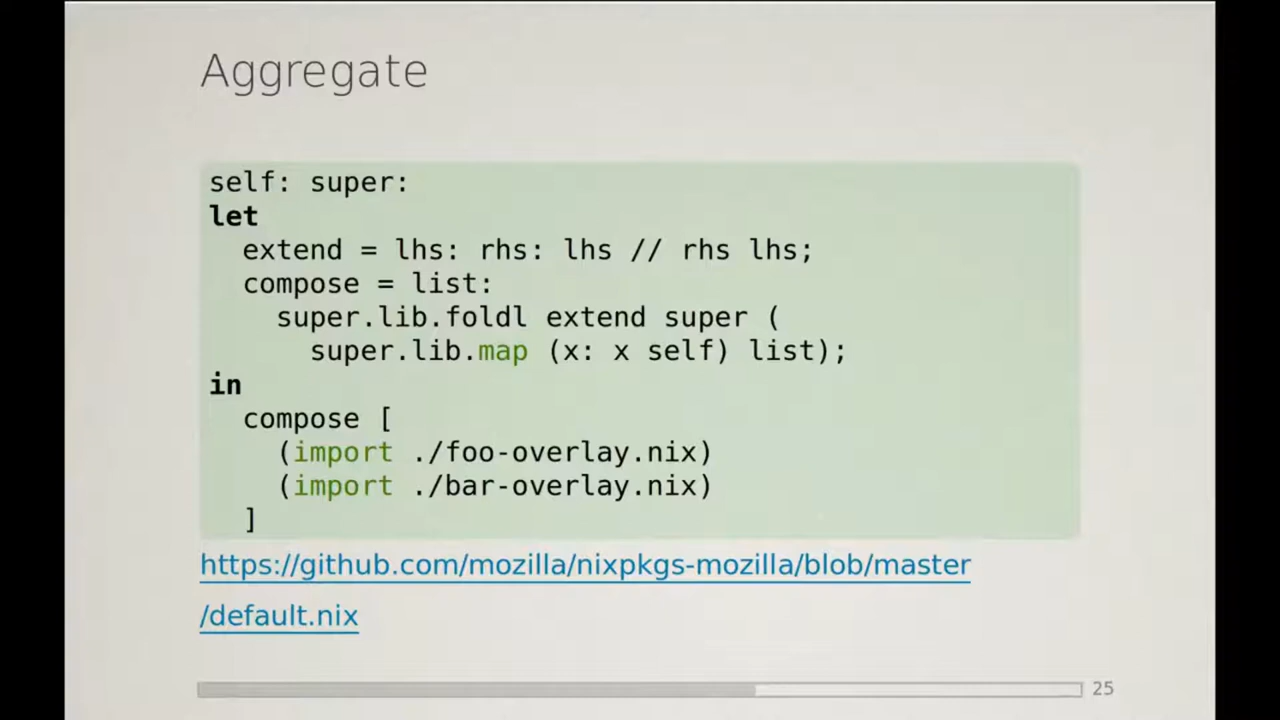 Aggregate
self: super:
let
  extend = lhs: rhs: lhs // rhs lhs;
  compose = list:
    super.lib.foldl extend super (
      super.lib.map (x: x self) list);
in
  compose [
    (import ./foo-overlay.nix)
    (import ./bar-overlay.nix)
  ]
https://github.com/mozilla/nixpkgs-mozilla/blob/master
/default.nix
25